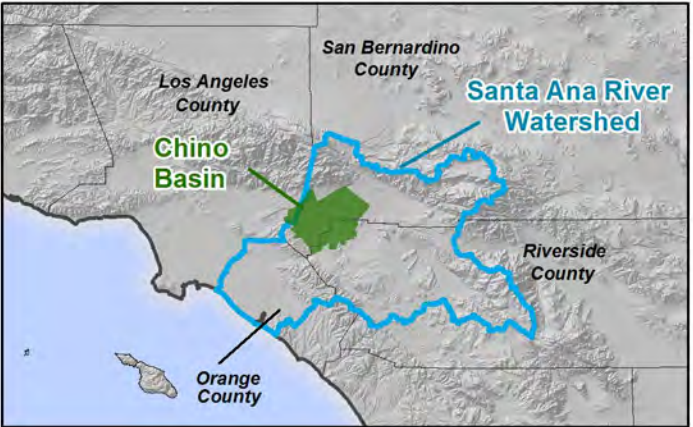 San Bernardino
County
Los Angeles
County
Santa Ana River
Watershed
Chino
Basin
Riverside
County
Orange
County